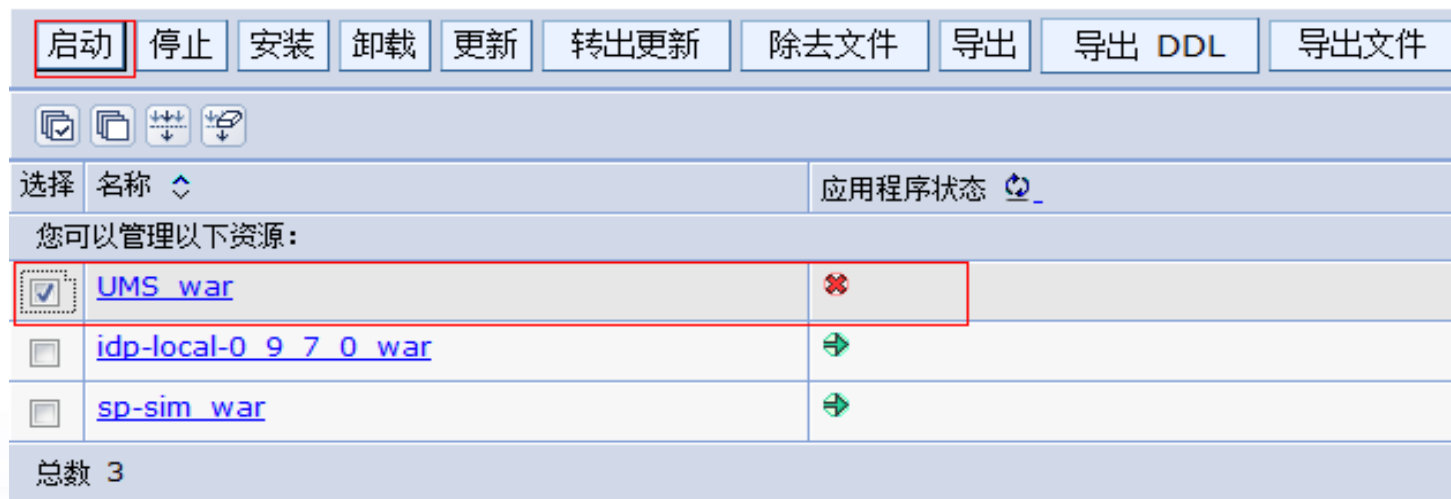 启动 停止 安装 卸载 更新 转出更新 除去文件 导出 导出 DDL 导出文件
选择 名称 应用程序状态
您可以管理以下资源：
UMS_war
idp-local-0_9_7_0_war
sp-sim_war
总数 3